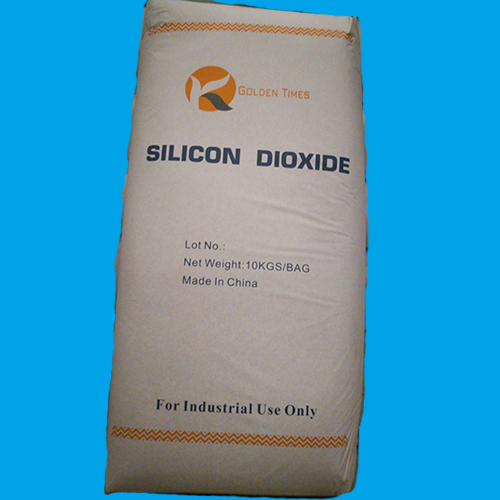 GOLDEN TIMES
SILICON DIOXIDE
Lot No.:
Net Weight:10KGS/BAG
Made In China
For Industrial Use Only